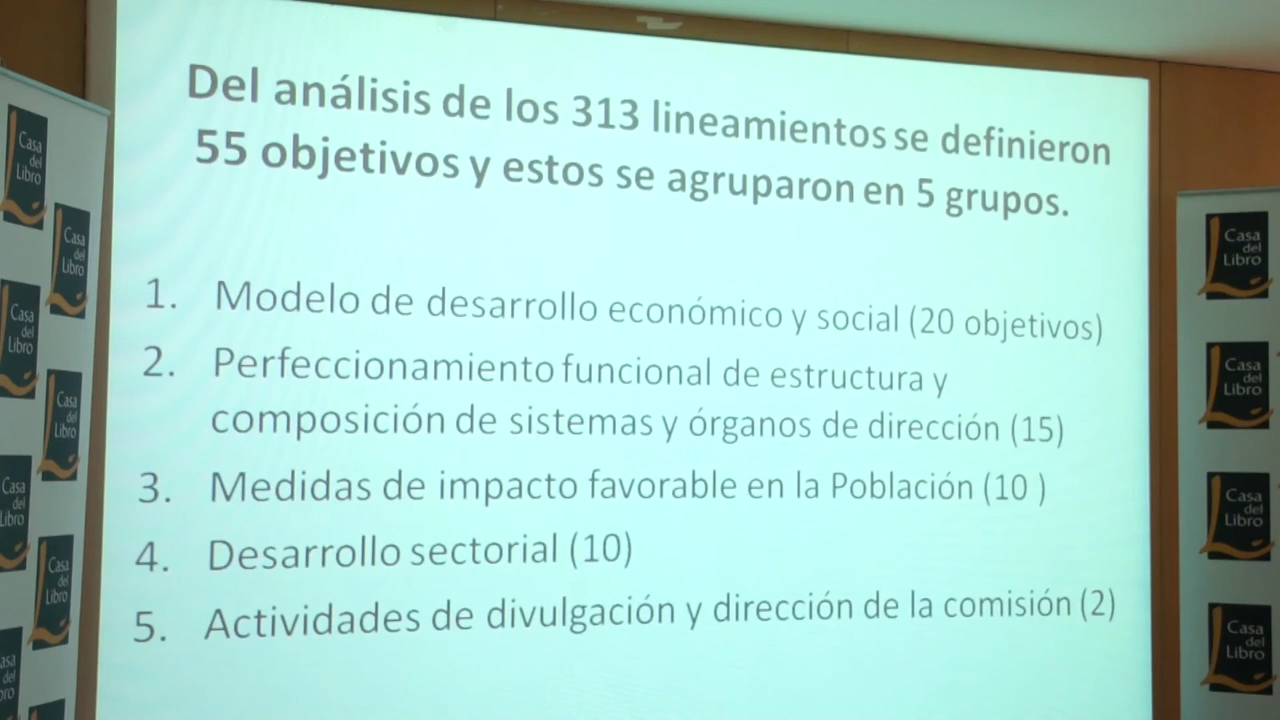 Del análisis de los 313 lineamientos se definieron
55 objetivos y estos se agruparon en 5 grupos.
1. Modelo de desarrollo económico y social (20 objetivos)
2. Perfeccionamiento funcional de estructura y
composición de sistemas y órganos de dirección (15)
3. Medidas de impacto favorable en la Población (10 )
4. Desarrollo sectorial (10)
5. Actividades de divulgación y dirección de la comisión (2)
Casa
del
Libro
Casa
del
Libro
Casa
del
Libro
Casa
del
Libro
Casa
del
Libro
Casa
del
Libro
Casa
del
Libro
Casa
del
Libro
Casa
del
Libro
Casa
del
Libro